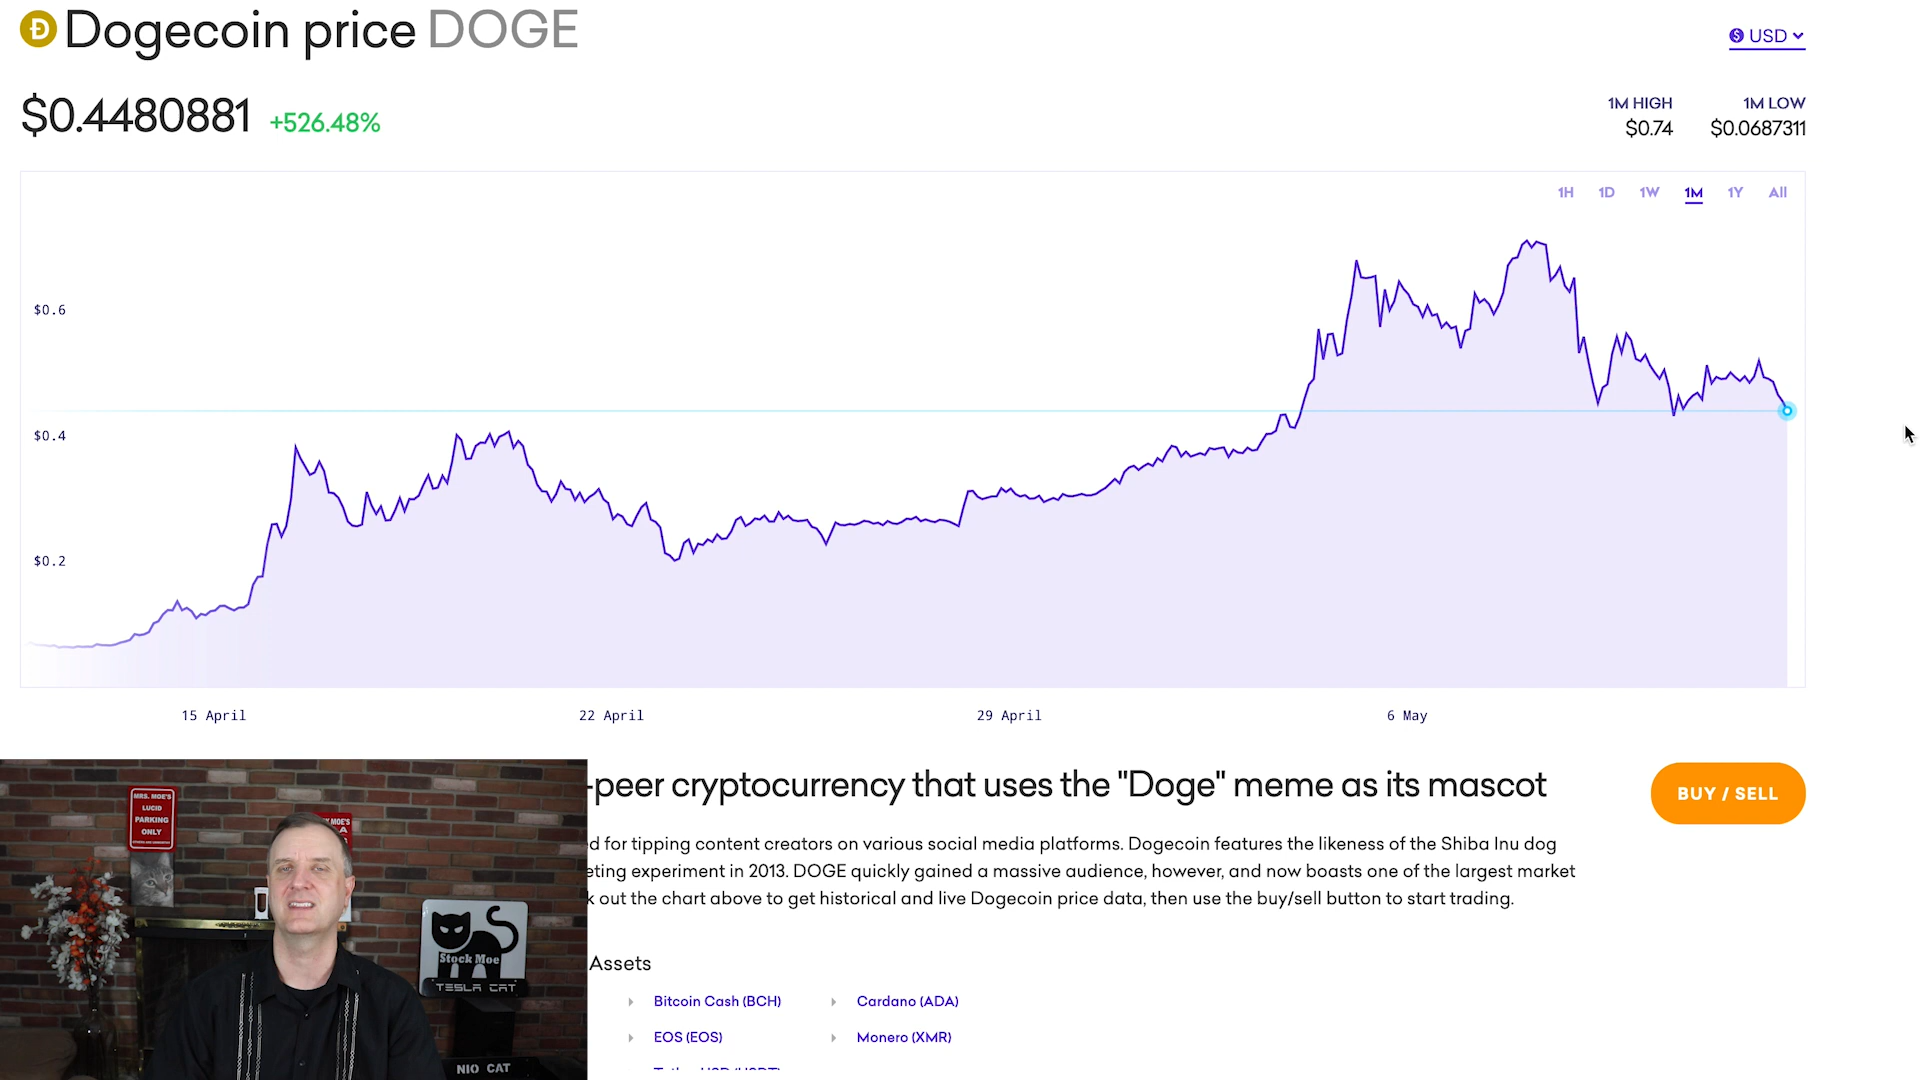 Dogecoin price DOGE
USD
$0.4480881 +526.48%
1M HIGH 1M LOW
$0.74 $0.0687311
1H 1D 1W 1M 1Y All
$0.6
$0.4
$0.2
15 April 22 April 29 April 6 May
-peer cryptocurrency that uses the "Doge" meme as its mascot
BUY / SELL
d for tipping content creators on various social media platforms. Dogecoin features the likeness of the Shiba Inu dog
eting experiment in 2013. DOGE quickly gained a massive audience, however, and now boasts one of the largest market
k out the chart above to get historical and live Dogecoin price data, then use the buy/sell button to start trading.
Assets
Bitcoin Cash (BCH) Cardano (ADA)
EOS (EOS) Monero (XMR)
MRS. MOE'S
LUCID
PARKING
ONLY
MOE'S
A
Stock Moe
TESLA CAT
NIO CAT